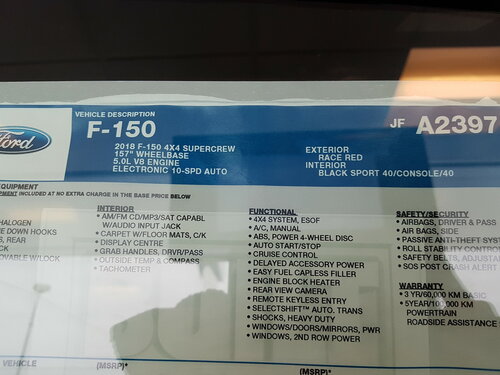 Ford
VEHICLE DESCRIPTION
F-150
JF A2397
2018 F-150 4X4 SUPERCREW
157" WHEELBASE
5.0L V8 ENGINE
ELECTRONIC 10-SPD AUTO
EXTERIOR
RACE RED
INTERIOR
BLACK SPORT 40/CONSOLE/40
EQUIPMENT
EQUIPMENT INCLUDED AT NO EXTRA CHARGE IN THE BASE PRICE BELOW
HALOGEN
DOWN HOOKS
REAR
JACK
W/LOCK
INTERIOR
• AM/FM CD/MP3/SAT CAPABL
W/AUDIO INPUT JACK
• CARPET W/FLOOR MATS, C/K
• DISPLAY CENTRE
• GRAB HANDLES, DRVR/PASS
• OUTSIDE TEMP & COMPASS
• TACHOMETER
FUNCTIONAL
• 4X4 SYSTEM, ESOF
• A/C, MANUAL
• ABS, POWER 4-WHEEL DISC
• AUTO START/STOP
• CRUISE CONTROL
• DELAYED ACCESSORY POWER
• EASY FUEL CAPLESS FILLER
• ENGINE BLOCK HEATER
• REAR VIEW CAMERA
• REMOTE KEYLESS ENTRY
• SELECTSHIFT™ AUTO. TRANS
• SHOCKS, HEAVY DUTY
• WINDOWS/DOORS/MIRRORS, PWR
• WINDOWS, 2ND ROW POWER
SAFETY/SECURITY
• AIRBAGS, DRIVER & PASS
• AIR BAGS, SIDE
• PASSIVE ANTI-THEFT SYST
• ROLL STABILITY CONTRO
• SAFETY BELTS, ADJUSTA
• SOS POST CRASH ALERT
WARRANTY
• 3 YR/60,000 KM BASIC
• 5YEAR/100,000 KM
POWERTRAIN
ROADSIDE ASSISTANCE
VEHICLE
(MSRP)*
(MSRP)*